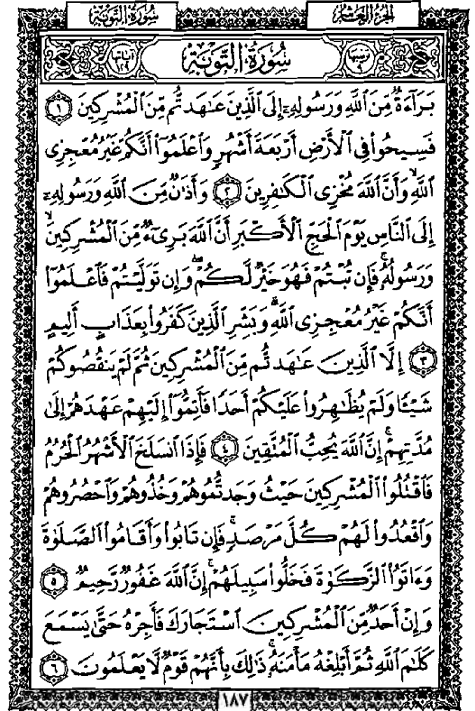 سُورَةُ التَّوْبَةِ
الجُزْءُ العَاشِرُ
سُورَةُ التَّوْبَةِ
بَرَآءَةٌ مِّنَ ٱللَّهِ وَرَسُولِهِۦٓ إِلَى ٱلَّذِينَ عَٰهَدتُّم مِّنَ ٱلْمُشْرِكِينَ ١
فَسِيحُوا۟ فِى ٱلْأَرْضِ أَرْبَعَةَ أَشْهُرٍ وَٱعْلَمُوٓا۟ أَنَّكُمْ غَيْرُ مُعْجِزِى
ٱللَّهِ وَأَنَّ ٱللَّهَ مُخْزِى ٱلْكَٰفِرِينَ ٢ وَأَذَٰنٌ مِّنَ ٱللَّهِ وَرَسُولِهِۦٓ
إِلَى ٱلنَّاسِ يَوْمَ ٱلْحَجِّ ٱلْأَكْبَرِ أَنَّ ٱللَّهَ بَرِىٓءٌ مِّنَ ٱلْمُشْرِكِينَ
وَرَسُولُهُۥ فَإِن تُبْتُمْ فَهُوَ خَيْرٌ لَّكُمْ وَإِن تَوَلَّيْتُمْ فَٱعْلَمُوٓا۟
أَنَّكُمْ غَيْرُ مُعْجِزِى ٱللَّهِ وَبَشِّرِ ٱلَّذِينَ كَفَرُوا۟ بِعَذَابٍ أَلِيمٍ
٣ إِلَّا ٱلَّذِينَ عَٰهَدتُّم مِّنَ ٱلْمُشْرِكِينَ ثُمَّ لَمْ يَنقُصُوكُمْ
شَيْـًٔا وَلَمْ يُظَٰهِرُوا۟ عَلَيْكُمْ أَحَدًا فَأَتِمُّوٓا۟ إِلَيْهِمْ عَهْدَهُمْ إِلَىٰ
مُدَّتِهِمْ إِنَّ ٱللَّهَ يُحِبُّ ٱلْمُتَّقِينَ ٤ فَإِذَا ٱنسَلَخَ ٱلْأَشْهُرُ ٱلْحُرُمُ
فَٱقْتُلُوا۟ ٱلْمُشْرِكِينَ حَيْثُ وَجَدتُّمُوهُمْ وَخُذُوهُمْ وَٱحْصُرُوهُمْ
وَٱقْعُدُوا۟ لَهُمْ كُلَّ مَرْصَدٍ فَإِن تَابُوا۟ وَأَقَامُوا۟ ٱلصَّلَوٰةَ
وَءَاتَوُا۟ ٱلزَّكَوٰةَ فَخَلُّوا۟ سَبِيلَهُمْ إِنَّ ٱللَّهَ غَفُورٌ رَّحِيمٌ ٥
وَإِنْ أَحَدٌ مِّنَ ٱلْمُشْرِكِينَ ٱسْتَجَارَكَ فَأَجِرْهُ حَتَّىٰ يَسْمَعَ
كَلَٰمَ ٱللَّهِ ثُمَّ أَبْلِغْهُ مَأْمَنَهُۥ ذَٰلِكَ بِأَنَّهُمْ قَوْمٌ لَّا يَعْلَمُونَ ٦
١٨٧